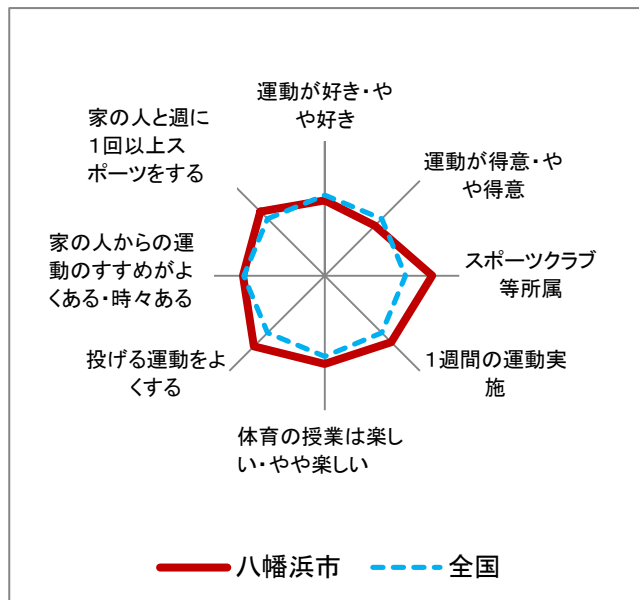 運動が好き・や
や好き
運動が得意・や
や得意
スポーツクラブ
等所属
1週間の運動実
施
体育の授業は楽し
い・やや楽しい
投げる運動をよ
くする
家の人からの運
動のすすめがよ
くある・時々ある
家の人と週に
1回以上ス
ポーツをする
八幡浜市
全国